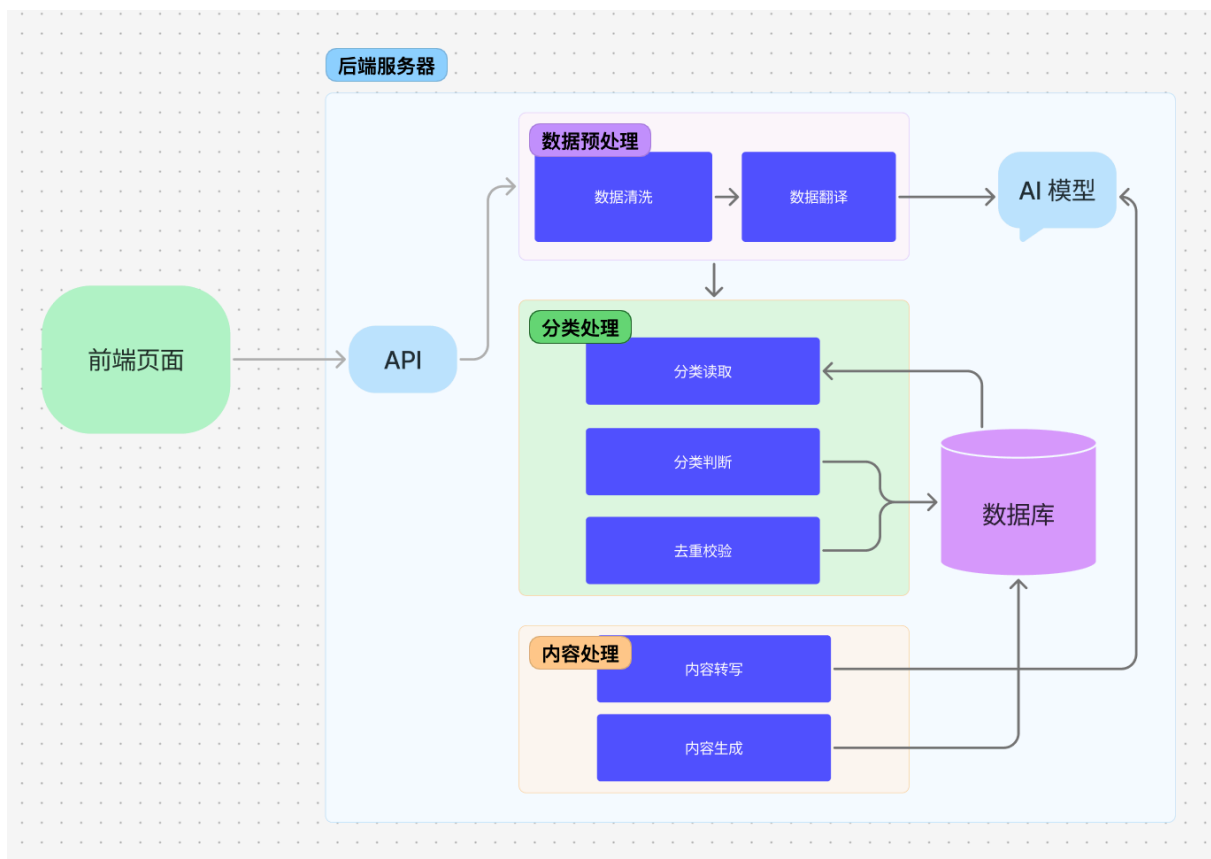 后端服务器
数据预处理
数据清洗
数据翻译
AI 模型
分类处理
分类读取
前端页面
API
分类判断
数据库
去重校验
内容处理
内容转写
内容生成